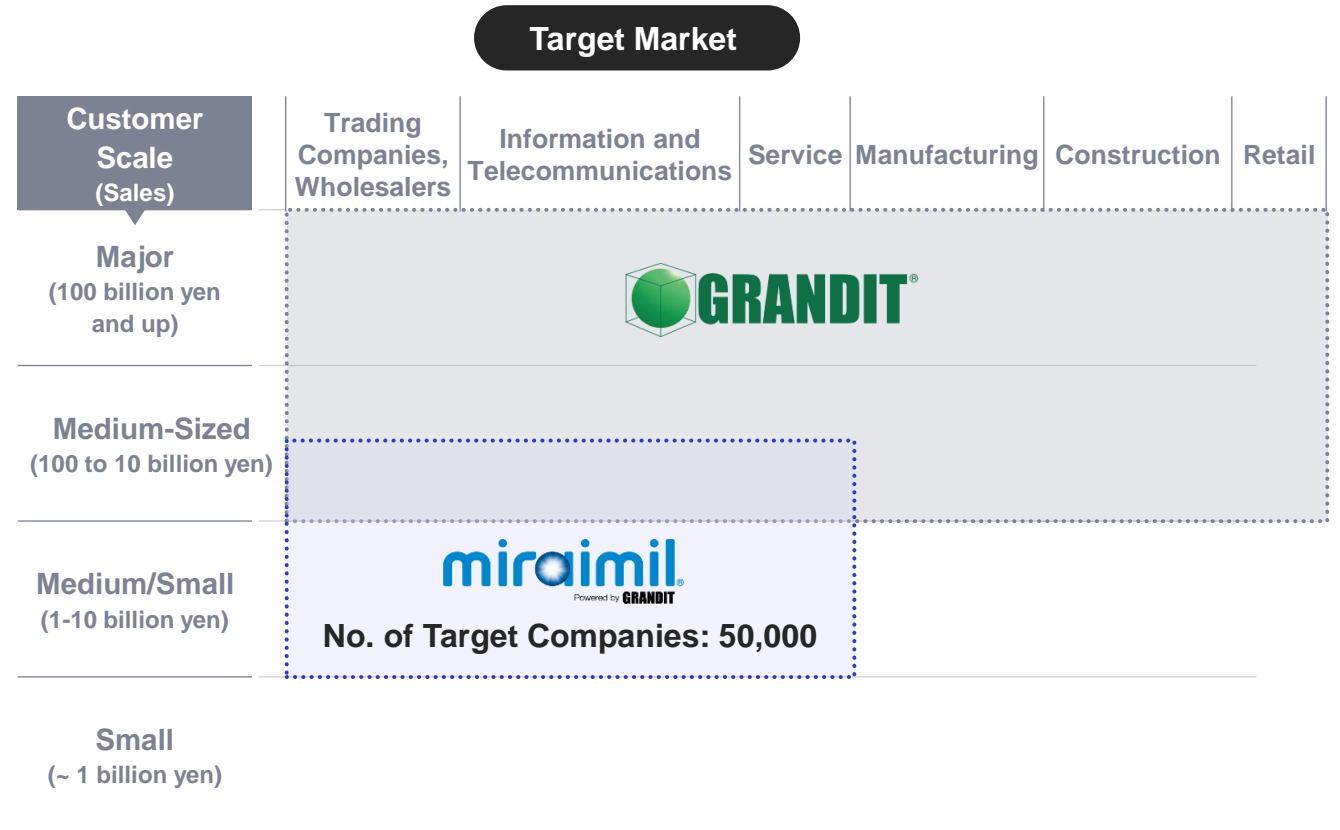 Target Market
Customer
Scale
(Sales)
Trading
Companies,
Wholesalers
Information and
Telecommunications
Service
Manufacturing
Construction
Retail
Major
(100 billion yen
and up)
GRANDIT®
Medium-Sized
(100 to 10 billion yen)
Medium/Small
(1-10 billion yen)
miraimil®
Powered by GRANDIT
No. of Target Companies: 50,000
Small
(~ 1 billion yen)